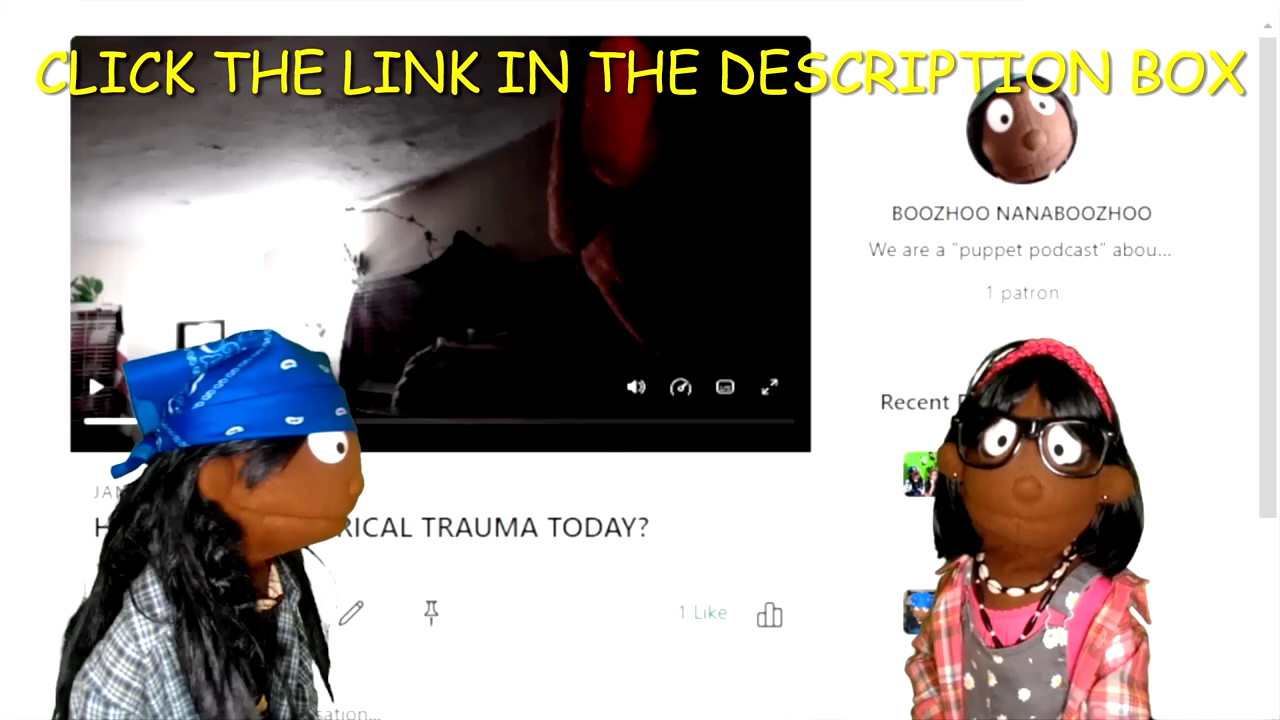 CLICK THE LINK IN THE DESCRIPTION BOX
BOOZHOO NANABOOZHOO
We are a "puppet podcast" abou...
1 patron
Recent
RICAL TRAUMA TODAY?
1 Like